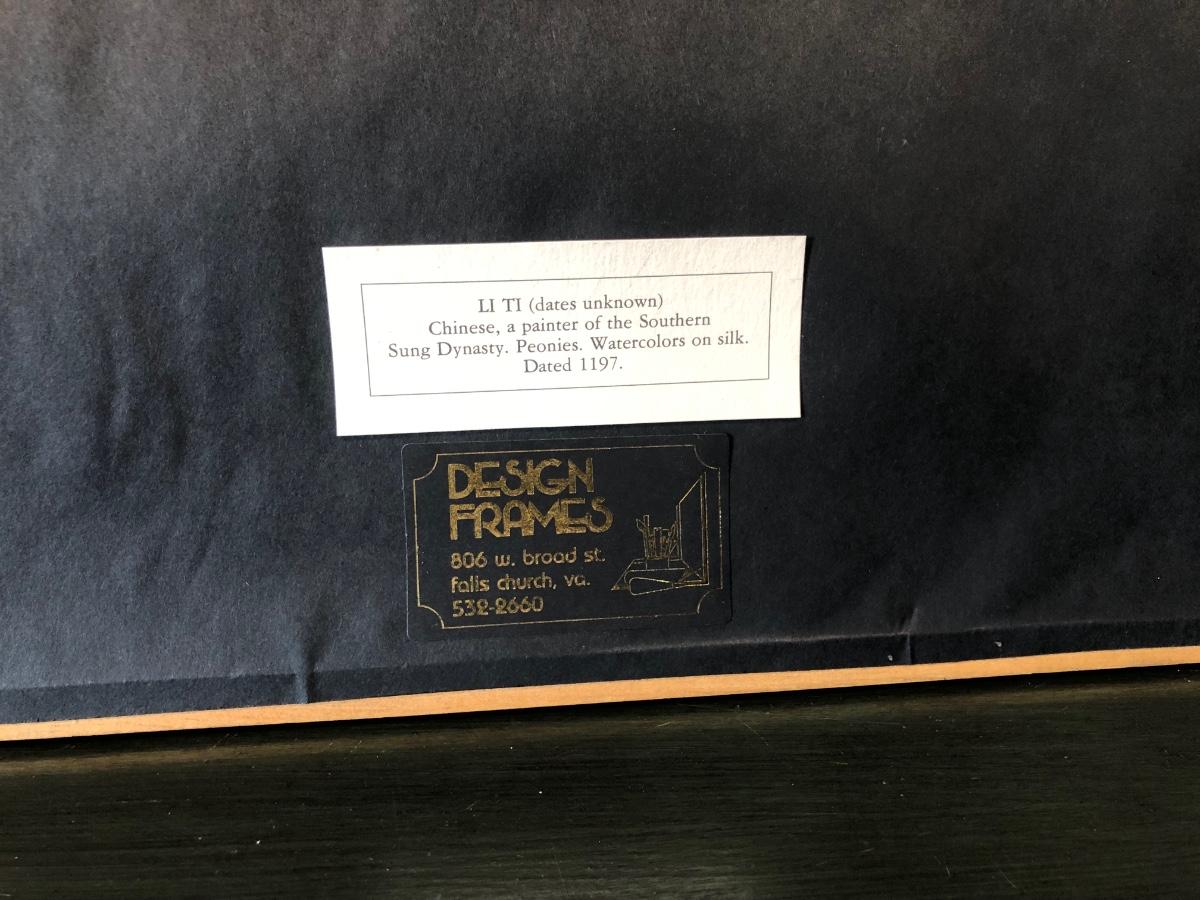 LI TI (dates unknown)
Chinese, a painter of the Southern
Sung Dynasty. Peonies. Watercolors on silk.
Dated 1197.
DESIGN
FRAMES
806 w. broad st.
falls church, va.
532-2660